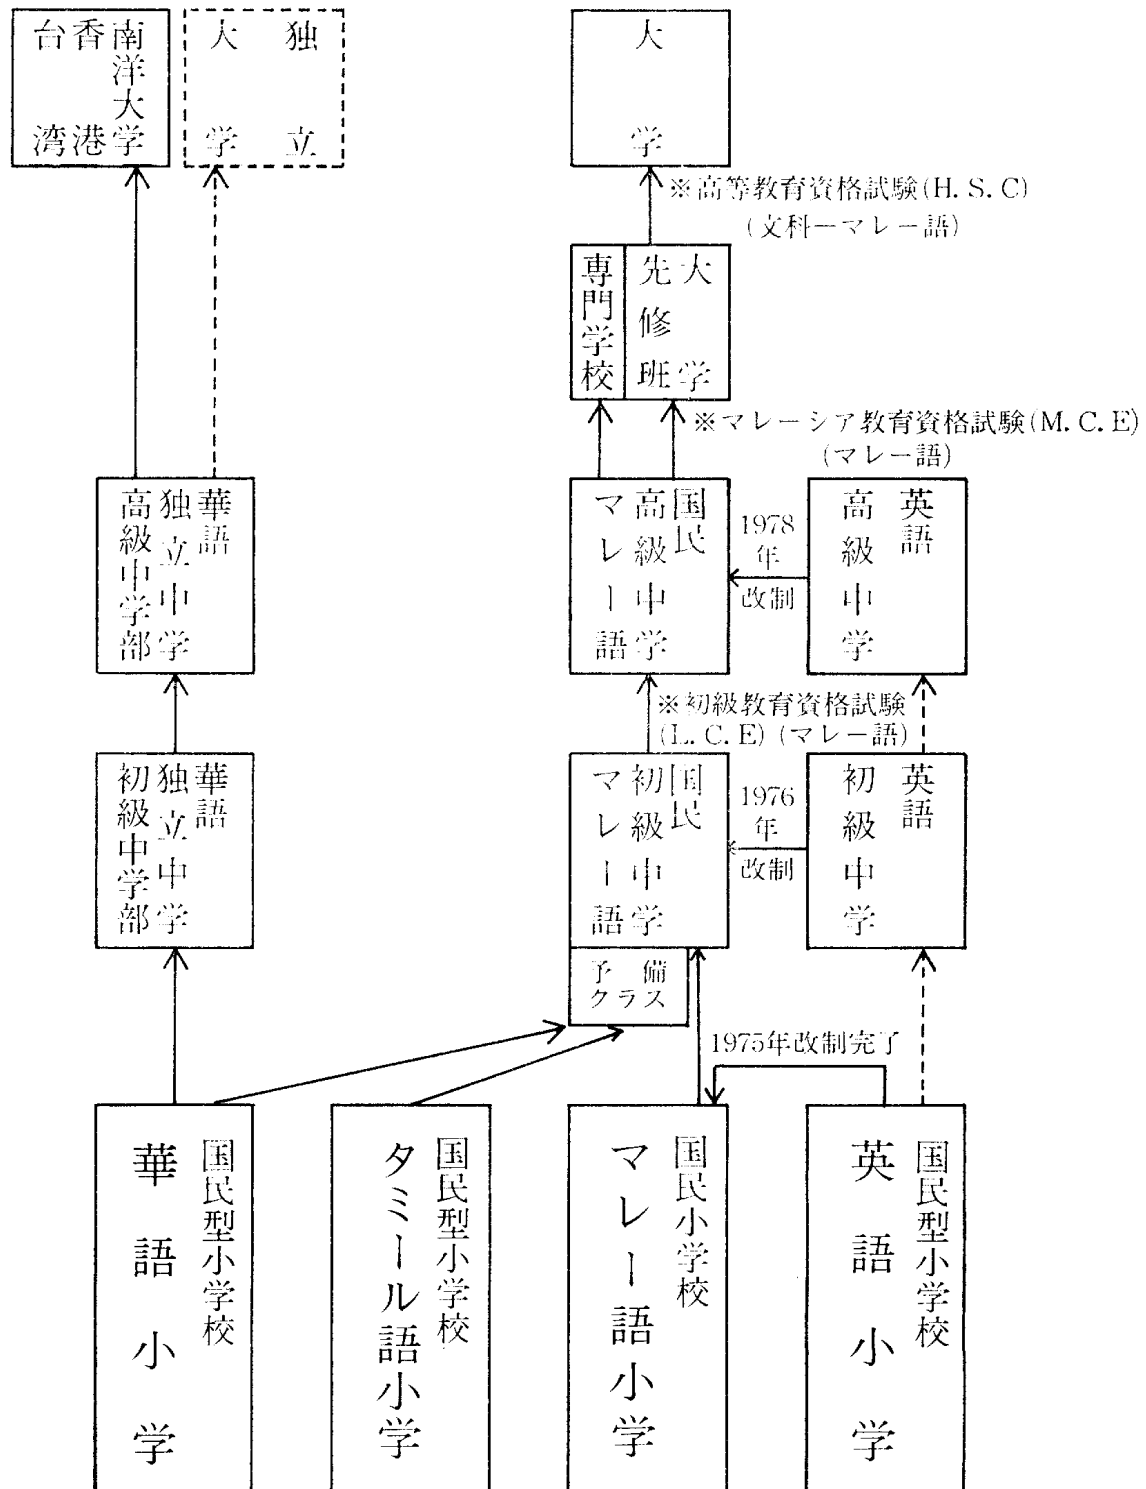 南洋大学
香港
台湾
独立
大学
大学
※高等教育資格試験(H.S.C)
(文科ーマレー語)
大学
先修班
専門学校
※マレーシア教育資格試験(M.C.E)
(マレー語)
華語
独立中学
高級中学部
国民
高級中学
マレー語
1978
年
改制
英語
高級中学
※初級教育資格試験
(L.C.E)(マレー語)
華語
独立中学
初級中学部
国民
初級中学
マレー語
1976
年
改制
英語
初級中学
予備
クラス
1975年改制完了
国民型小学校
華語小学
国民型小学校
タミール語小学
国民小学校
マレー語小学
国民型小学校
英語小学